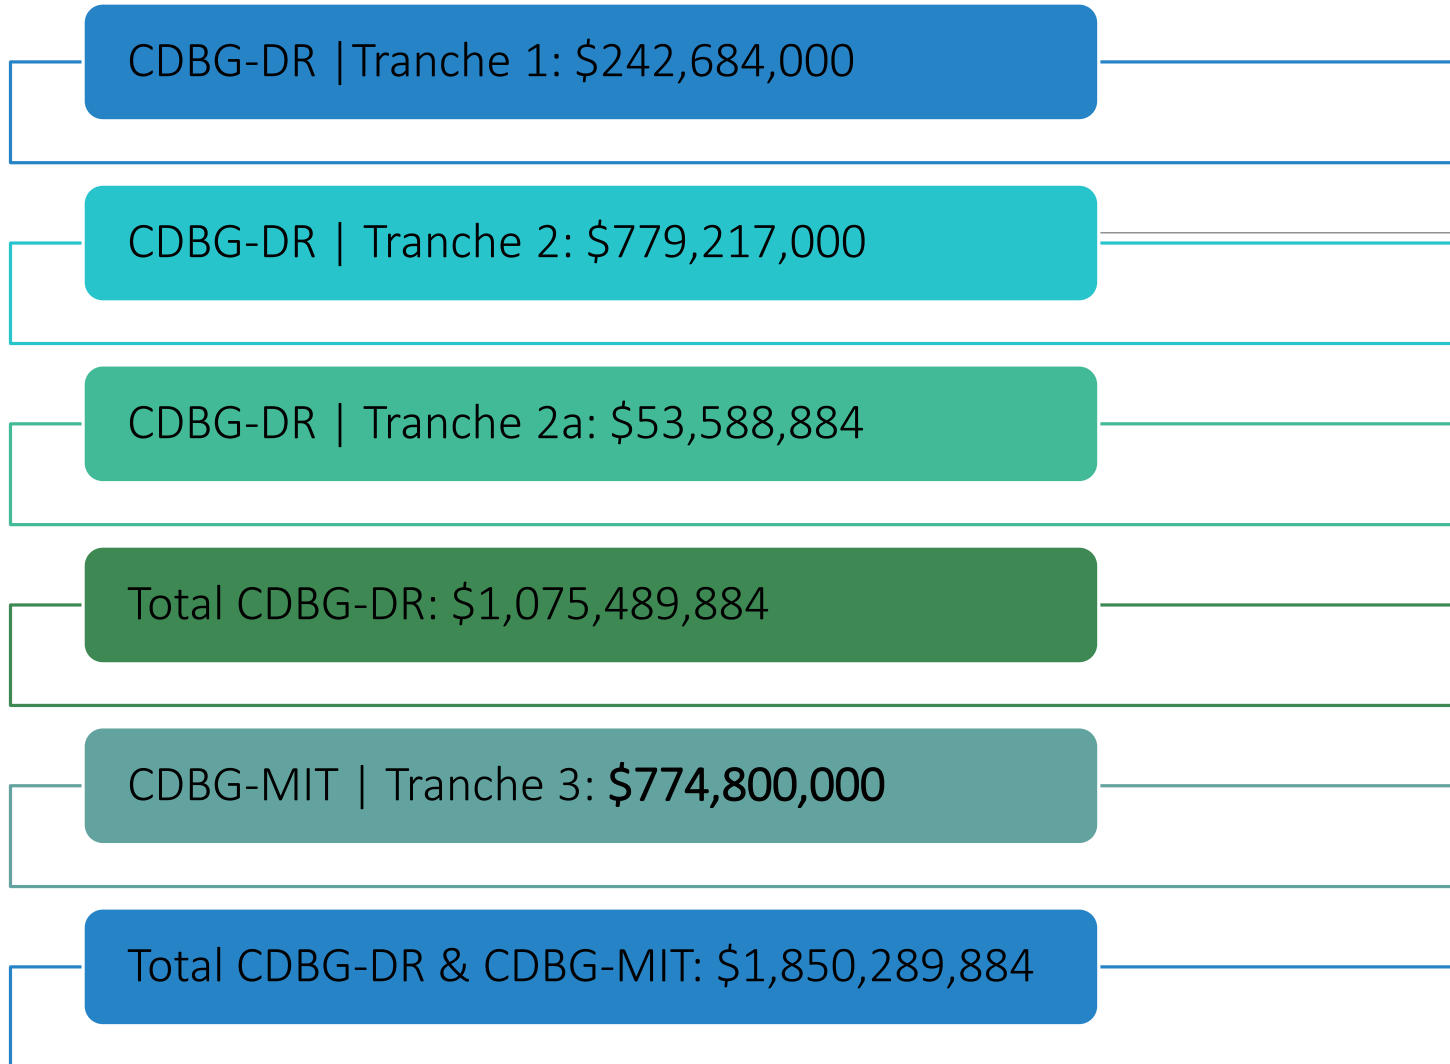 CDBG-DR |Tranche 1: $242,684,000
CDBG-DR | Tranche 2: $779,217,000
CDBG-DR | Tranche 2a: $53,588,884
Total CDBG-DR: $1,075,489,884
CDBG-MIT | Tranche 3: $774,800,000
Total CDBG-DR & CDBG-MIT: $1,850,289,884